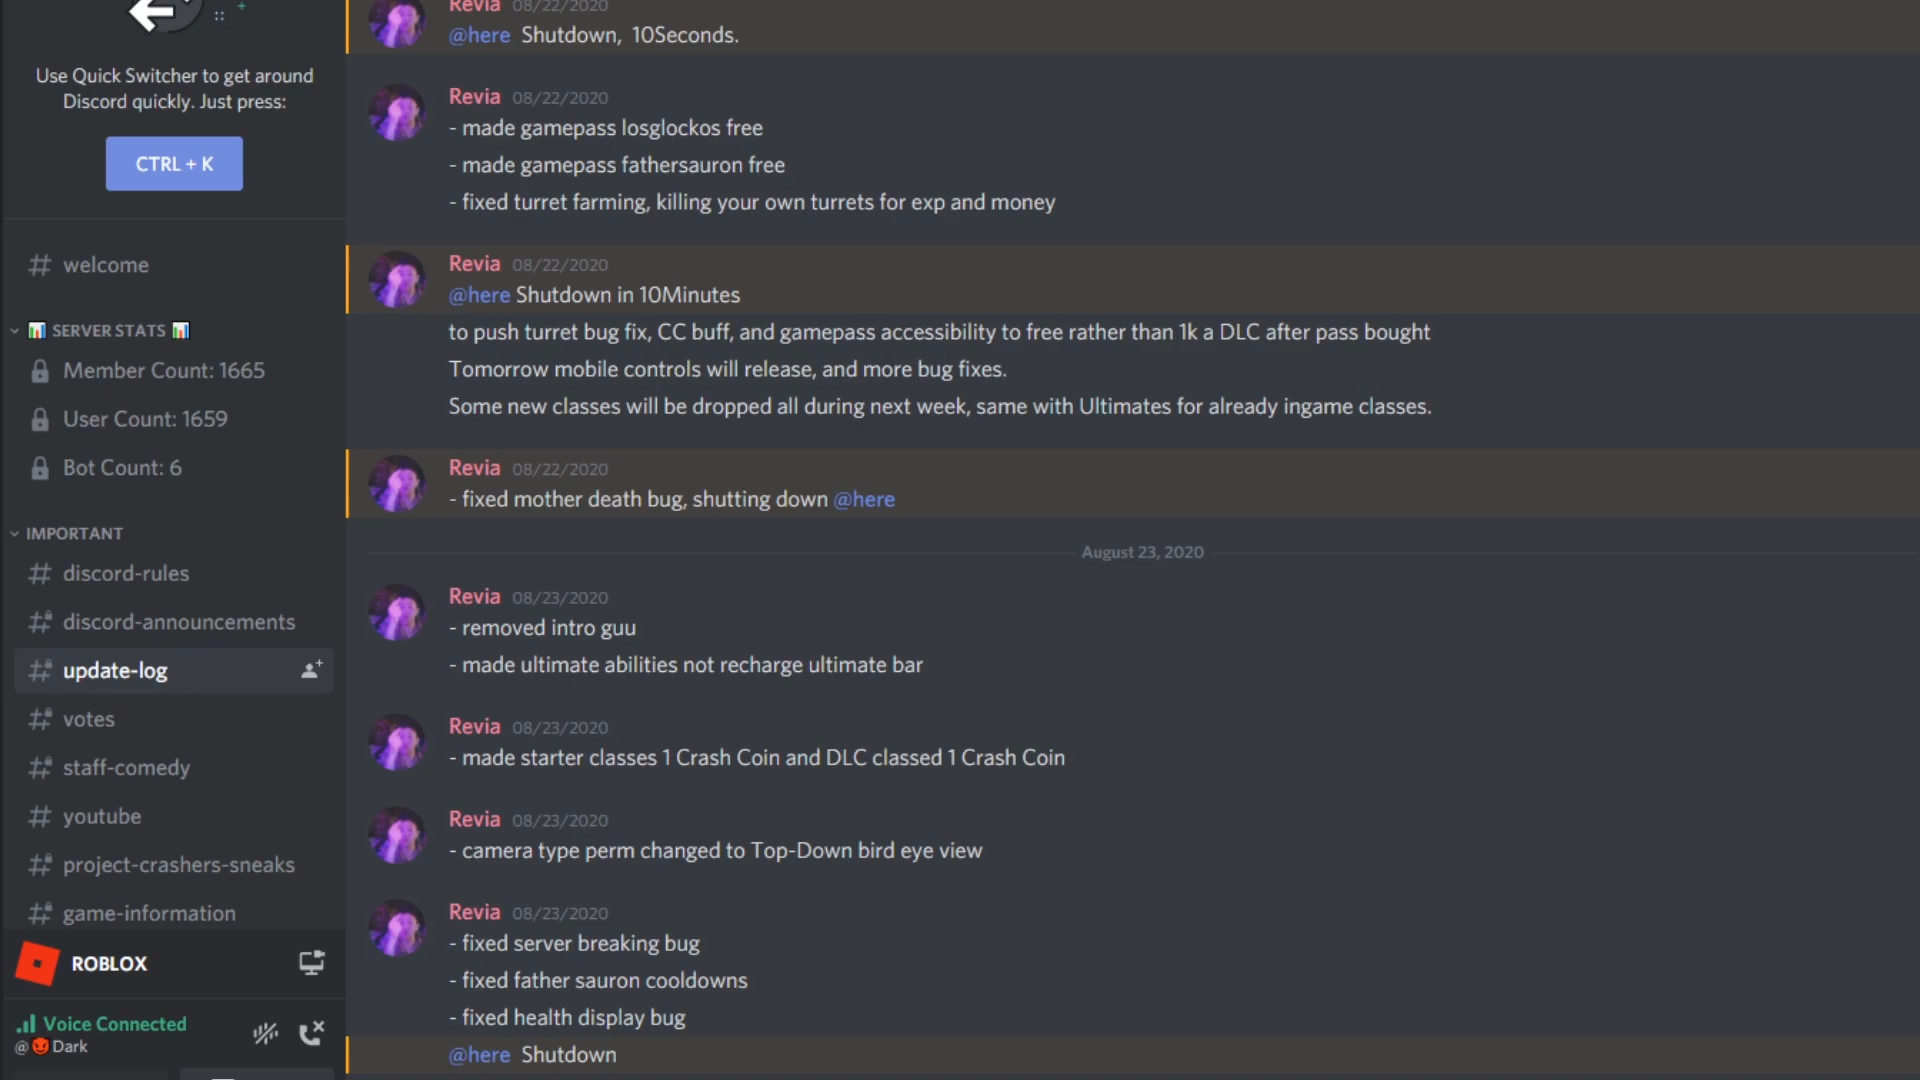 Use Quick Switcher to get around
Discord quickly. Just press:
CTRL + K
welcome
SERVER STATS
Member Count: 1665
User Count: 1659
Bot Count: 6
IMPORTANT
discord-rules
discord-announcements
update-log
votes
staff-comedy
youtube
project-crashers-sneaks
game-information
ROBLOX
Voice Connected
@ Dark
Revia 08/22/2020
@here Shutdown, 10Seconds.
Revia 08/22/2020
- made gamepass losglockos free
- made gamepass fathersauron free
- fixed turret farming, killing your own turrets for exp and money
Revia 08/22/2020
@here Shutdown in 10Minutes
to push turret bug fix, CC buff, and gamepass accessibility to free rather than 1k a DLC after pass bought
Tomorrow mobile controls will release, and more bug fixes.
Some new classes will be dropped all during next week, same with Ultimates for already ingame classes.
Revia 08/22/2020
- fixed mother death bug, shutting down @here
August 23, 2020
Revia 08/23/2020
- removed intro guu
- made ultimate abilities not recharge ultimate bar
Revia 08/23/2020
- made starter classes 1 Crash Coin and DLC classed 1 Crash Coin
Revia 08/23/2020
- camera type perm changed to Top-Down bird eye view
Revia 08/23/2020
- fixed server breaking bug
- fixed father sauron cooldowns
- fixed health display bug
@here Shutdown